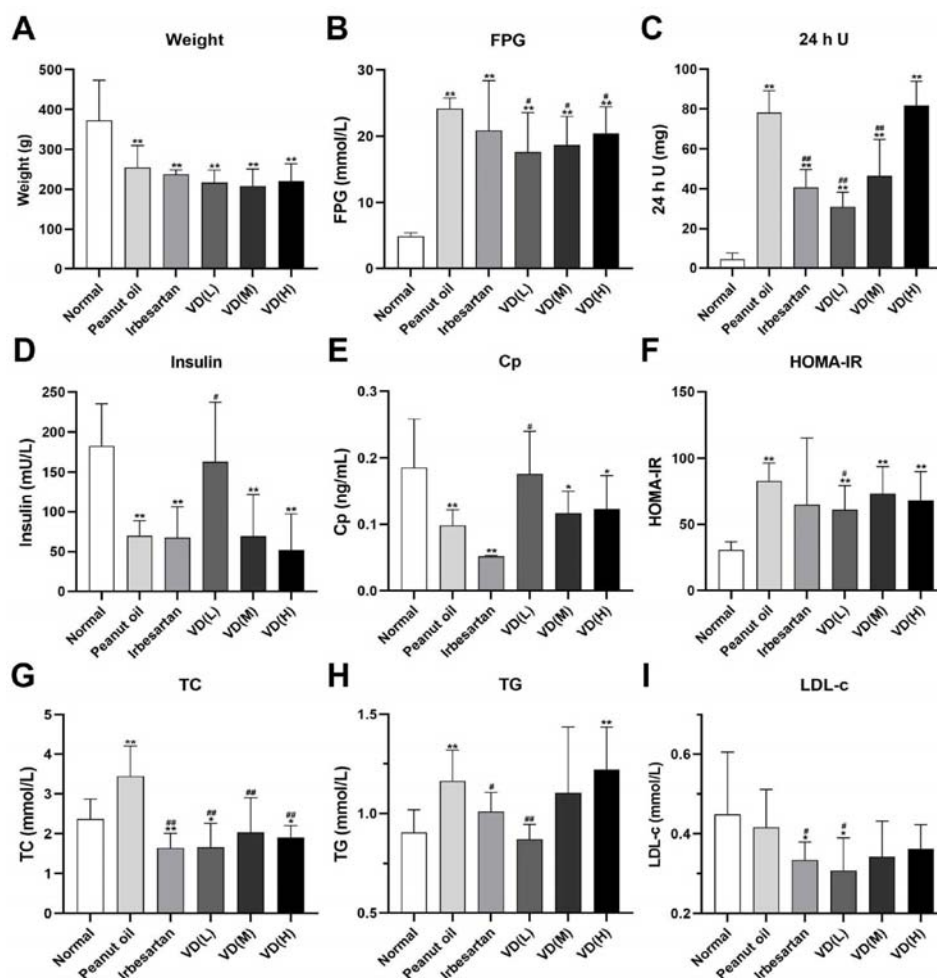 A Weight
Weight (g)
500
400
300
200
100
0
**
**
**
**
**
Normal
Peanut oil
Irbesartan
VD(L)
VD(M)
VD(H)
B FPG
FPG (mmol/L)
30
20
10
0
**
**
#
**
#
**
#
**
Normal
Peanut oil
Irbesartan
VD(L)
VD(M)
VD(H)
C 24 h U
24 h U (mg)
100
80
60
40
20
0
**
##
**
##
**
##
**
**
Normal
Peanut oil
Irbesartan
VD(L)
VD(M)
VD(H)
D Insulin
Insulin (mU/L)
250
200
150
100
50
0
**
**
#
**
**
Normal
Peanut oil
Irbesartan
VD(L)
VD(M)
VD(H)
E Cp
Cp (ng/mL)
0.3
0.2
0.1
0.0
**
**
#
*
*
Normal
Peanut oil
Irbesartan
VD(L)
VD(M)
VD(H)
F HOMA-IR
HOMA-IR
150
100
50
0
**
#
**
**
**
Normal
Peanut oil
Irbesartan
VD(L)
VD(M)
VD(H)
G TC
TC (mmol/L)
5
4
3
2
1
0
**
##
**
##
*
##
##
*
Normal
Peanut oil
Irbesartan
VD(L)
VD(M)
VD(H)
H TG
TG (mmol/L)
1.5
1.0
0.5
**
#
##
**
Normal
Peanut oil
Irbesartan
VD(L)
VD(M)
VD(H)
I LDL-c
LDL-c (mmol/L)
0.6
0.4
0.2
#
*
#
*
Normal
Peanut oil
Irbesartan
VD(L)
VD(M)
VD(H)